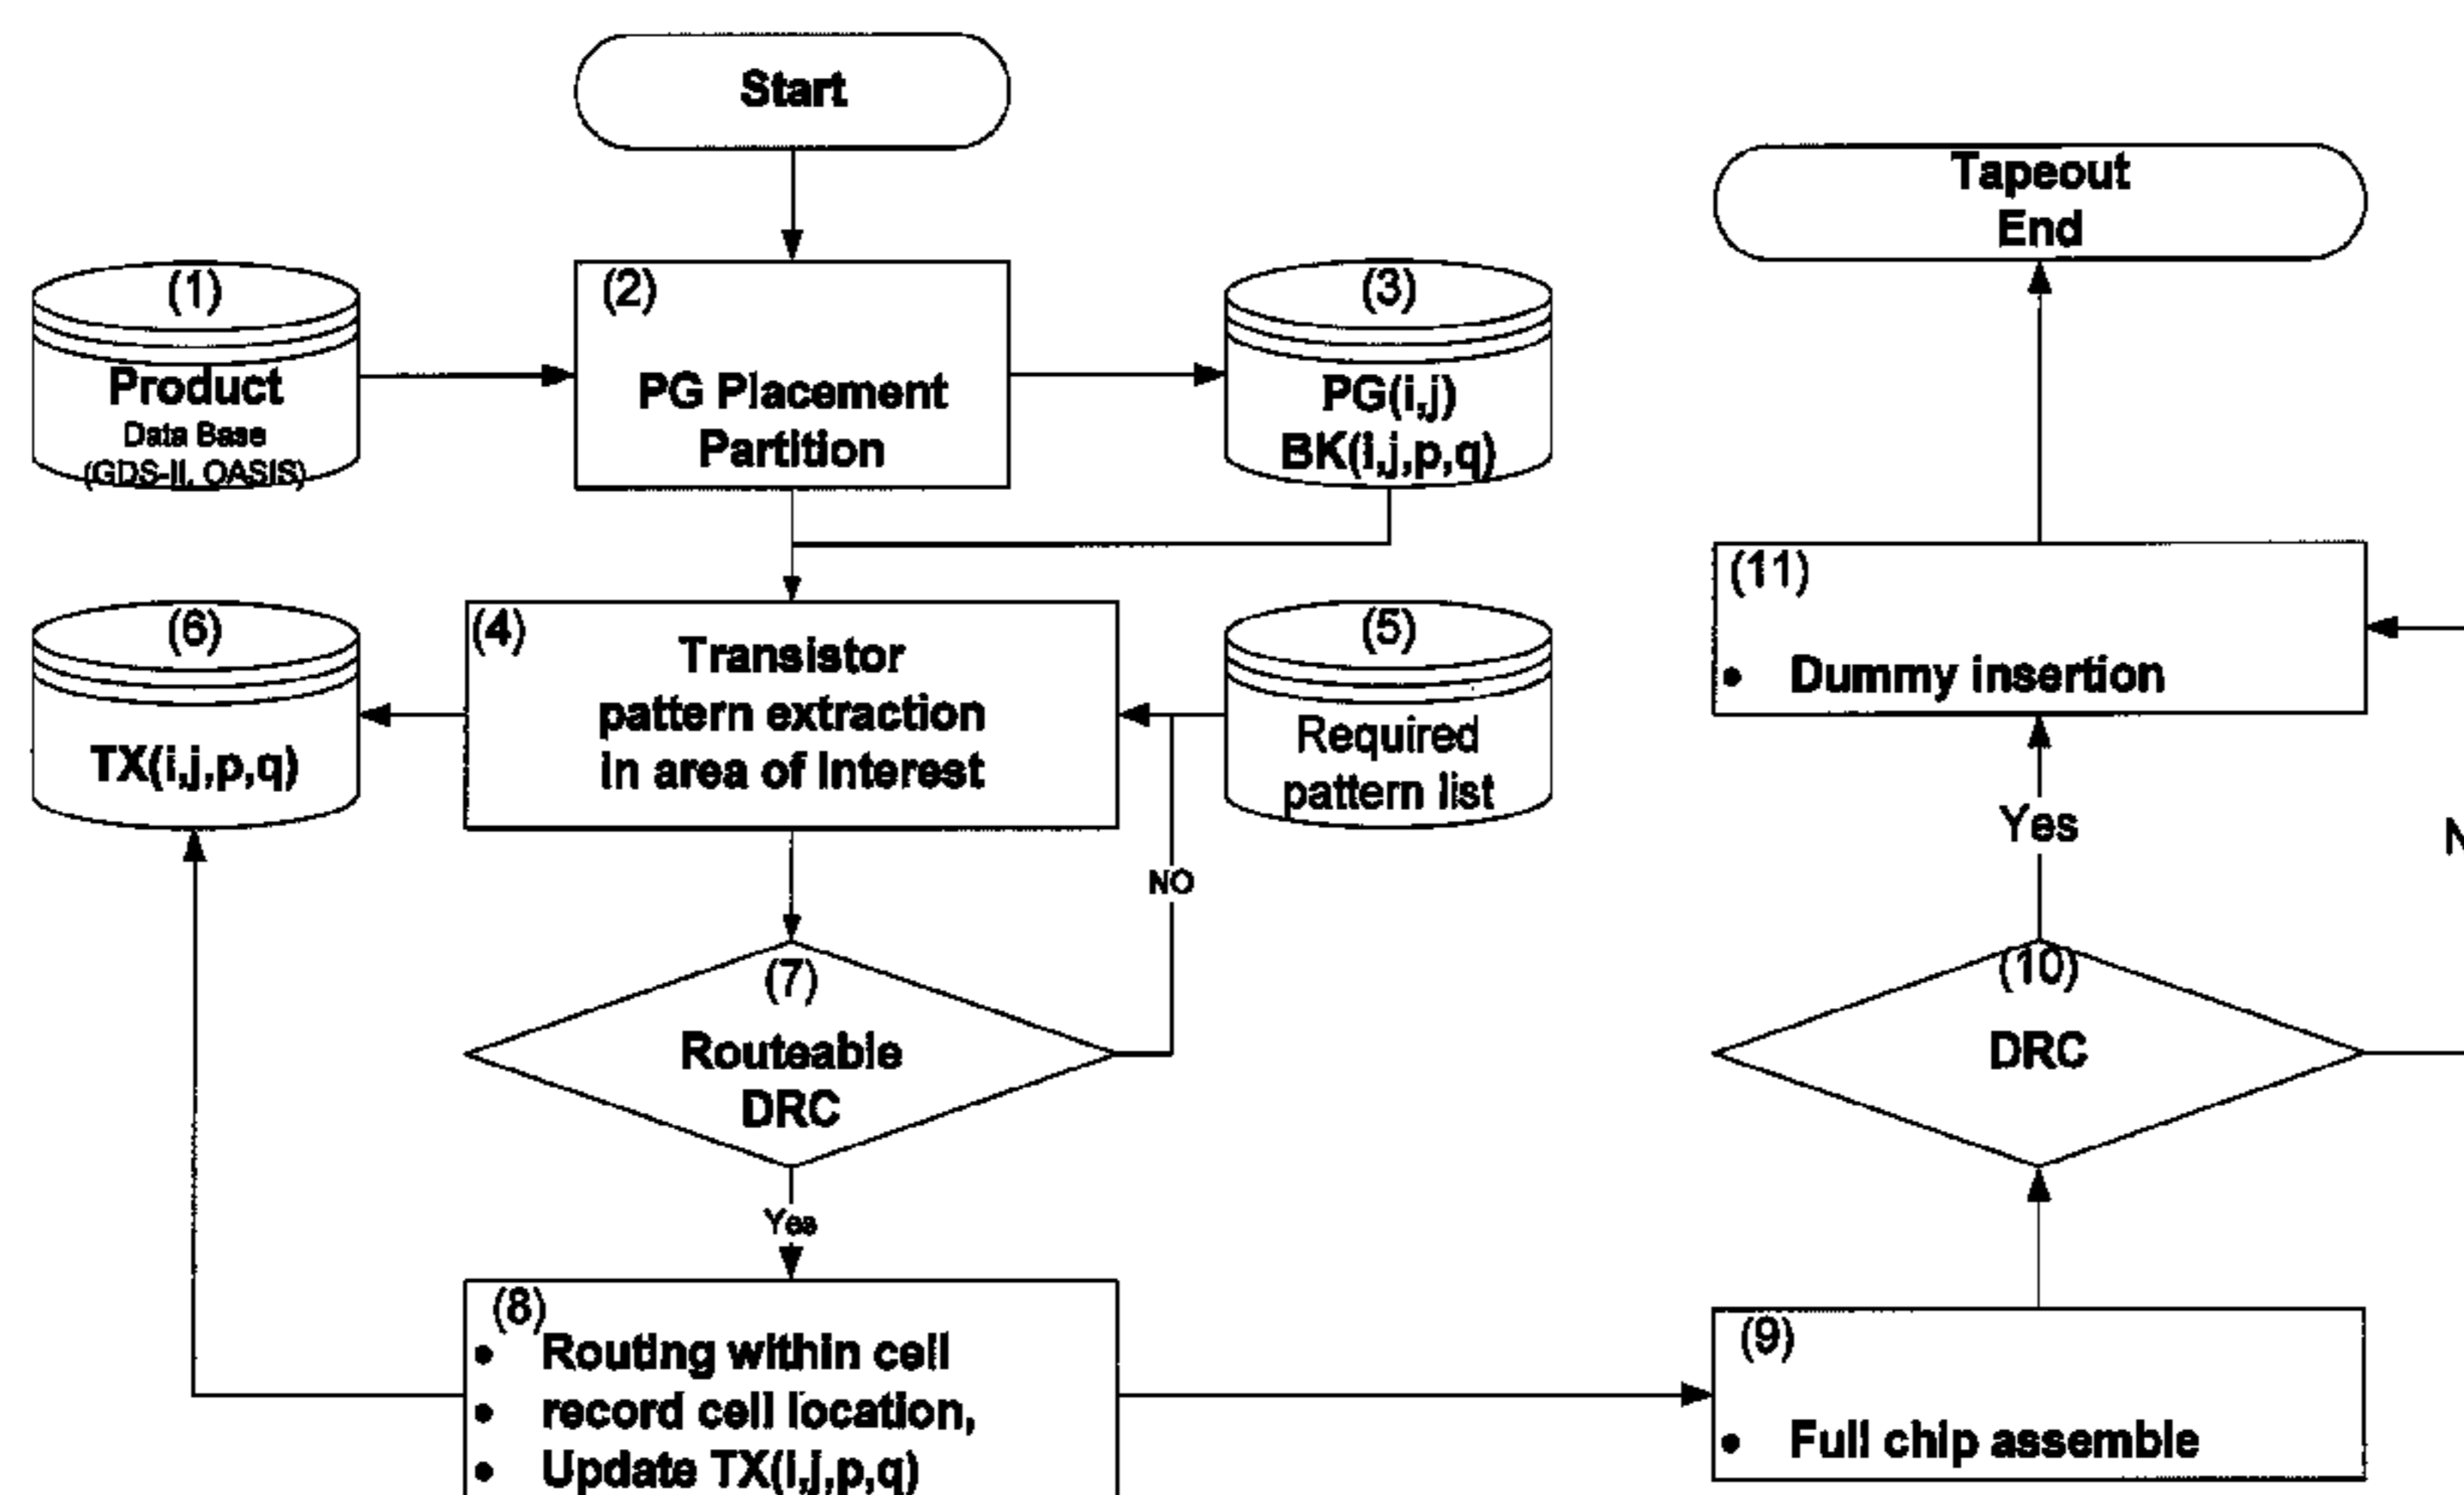 Start
Tapeout
End
(1)
Product
Data Base
(GDS-II, OASIS)
(2)
PG Placement
Partition
(3)
PG(i,j)
BK(i,j,p,q)
(6)
TX(i,j,p,q)
(4)
Transistor
pattern extraction
in area of interest
(5)
Required
pattern list
(11)
• Dummy insertion
Yes
NO
(7)
Routeable
DRC
(10)
DRC
Yes
(8)
• Routing within cell
• record cell location,
• Update TX(i,j,p,q)
(9)
• Full chip assemble